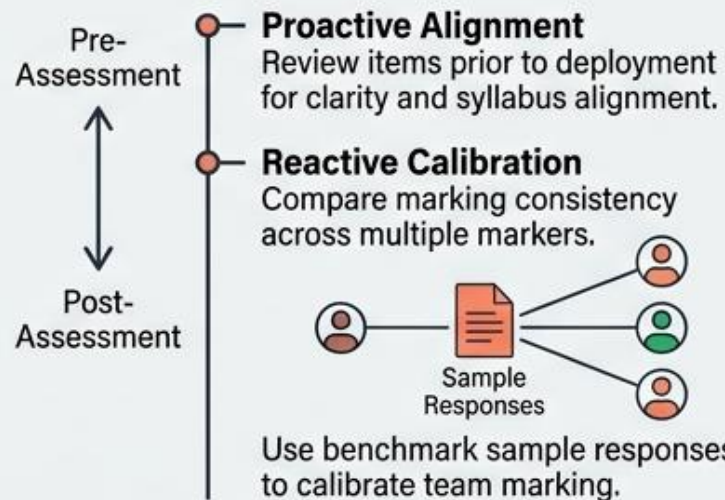 Pre-
Assessment
Post-
Assessment
Proactive Alignment
Review items prior to deployment
for clarity and syllabus alignment.
Reactive Calibration
Compare marking consistency
across multiple markers.
Sample
Responses
Use benchmark sample responses
to calibrate team marking.